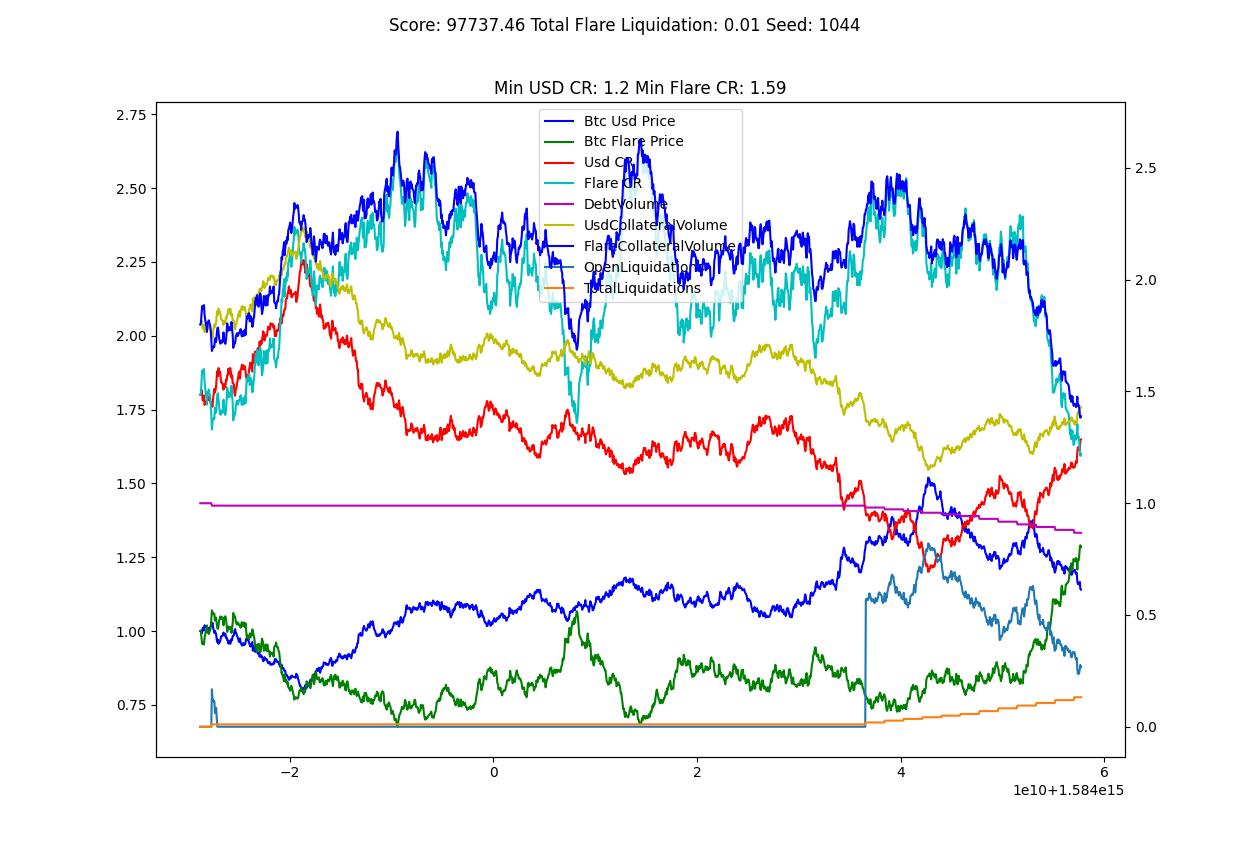 Score: 97737.46 Total Flare Liquidation: 0.01 Seed: 1044
Min USD CR: 1.2 Min Flare CR: 1.59
Btc Usd Price
Btc Flare Price
Usd CR
Flare CR
DebtVolume
UsdCollateralVolume
FlareCollateralVolume
OpenLiquidations
TotalLiquidations
2.75
2.50
2.25
2.00
1.75
1.50
1.25
1.00
0.75
2.5
2.0
1.5
1.0
0.5
0.0
−2 0 2 4 6
1e10+1.584e15